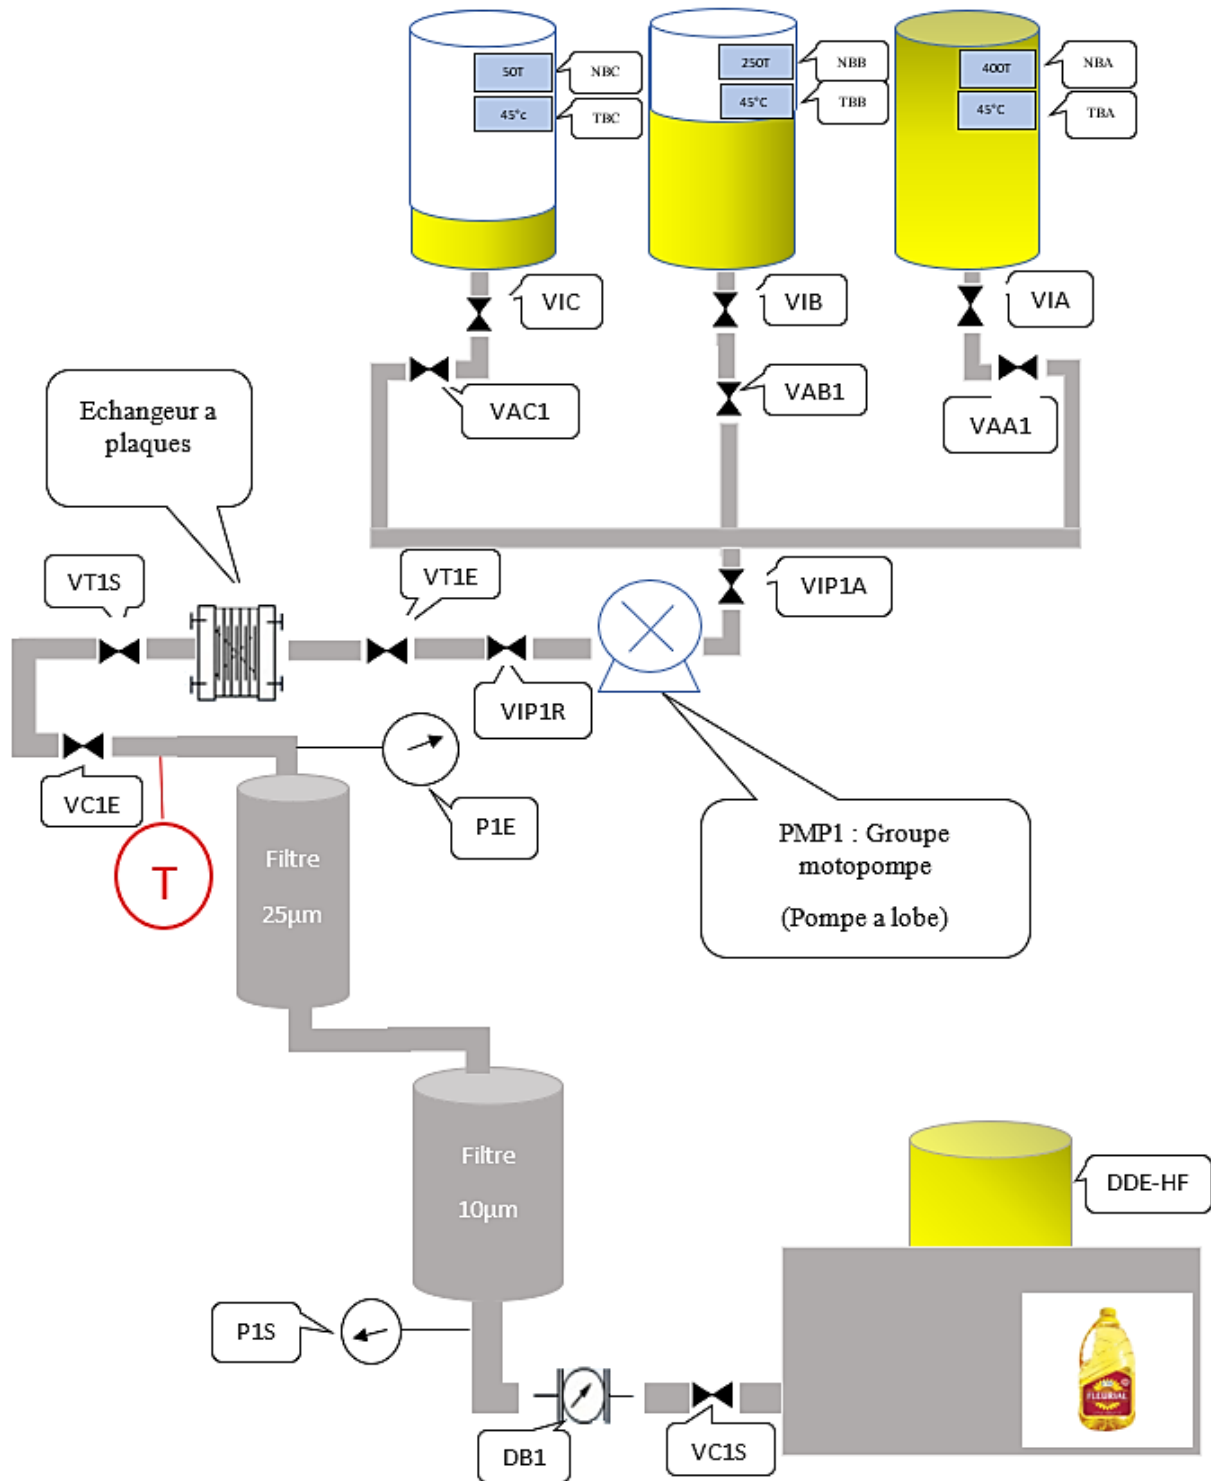 50T
NBC
250T
NBB
400T
NBA
45°c
TBC
45°C
TBB
45°C
TBA
VIC
VIB
VIA
VAC1
VAB1
VAA1
Echangeur a
plaques
VT1S
VT1E
VIP1A
VIP1R
VC1E
P1E
T
Filtre
25µm
PMP1 : Groupe
motopompe
(Pompe a lobe)
Filtre
10µm
DDE-HF
P1S
DB1
VC1S
FLEURIAL